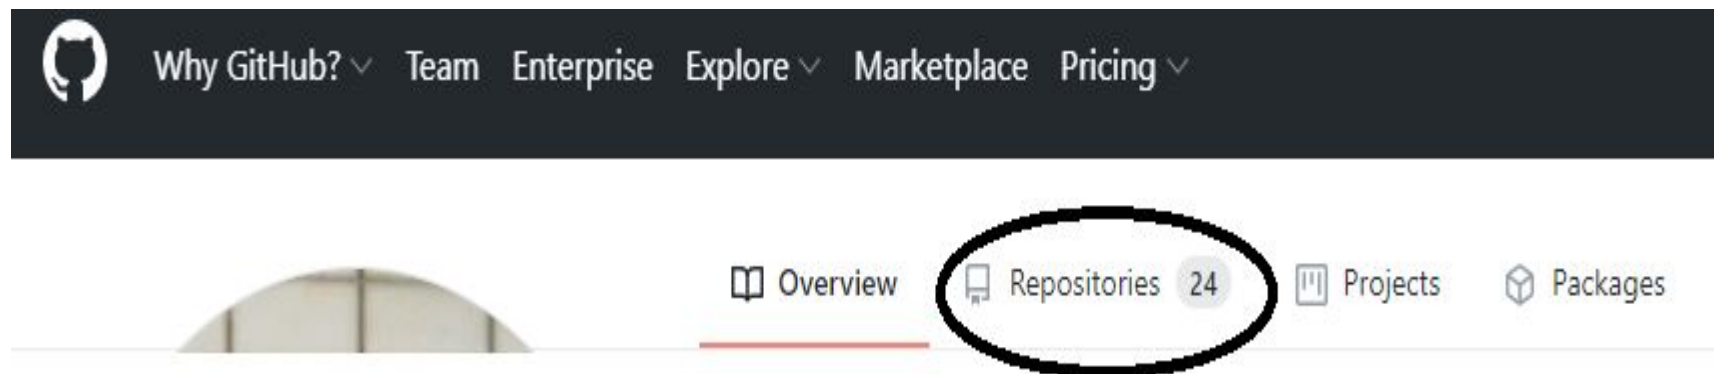 Why GitHub? Team Enterprise Explore Marketplace Pricing
Overview Repositories 24 Projects Packages